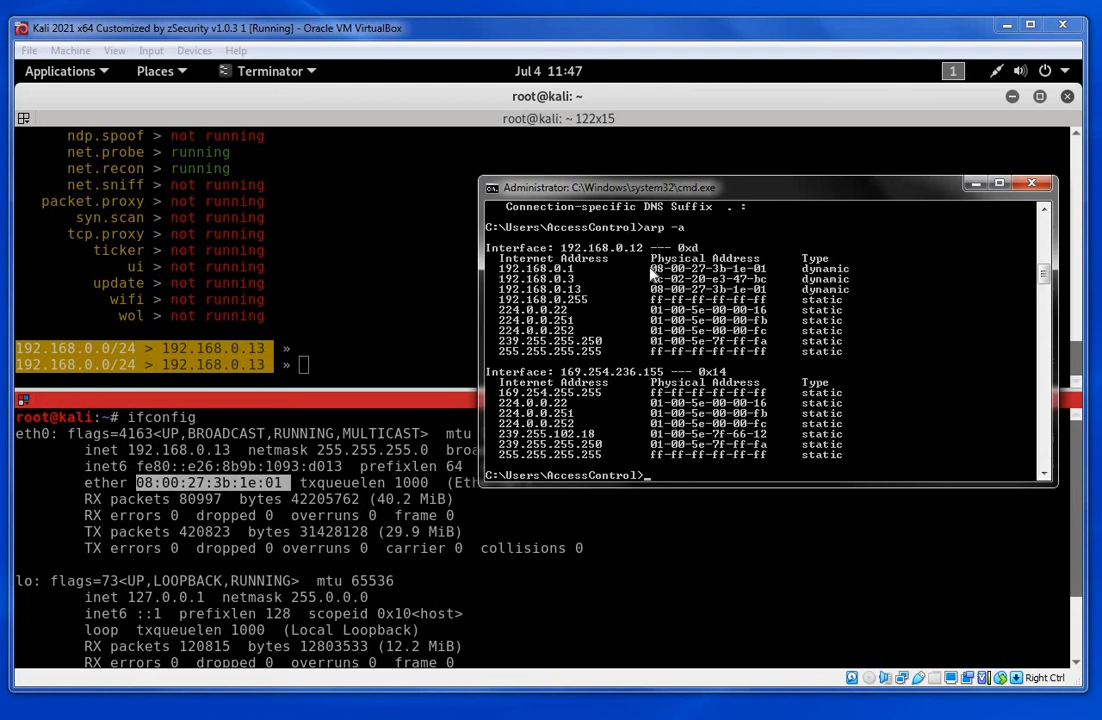 Kali 2021 x64 Customized by zSecurity v1.0.3 1 [Running] - Oracle VM VirtualBox
File Machine View Input Devices Help
Applications Places Terminator Jul 4 11:47 1
root@kali: ~
root@kali: ~ 122x15
ndp.spoof > not running
net.probe > running
net.recon > running
net.sniff > not running
packet.proxy > not running
syn.scan > not running
tcp.proxy > not running
ticker > not running
ui > not running
update > not running
wifi > not running
wol > not running
192.168.0.0/24 > 192.168.0.13 »
192.168.0.0/24 > 192.168.0.13 »
Administrator: C:\Windows\system32\cmd.exe
Connection-specific DNS Suffix . :
C:\Users\AccessControl>arp -a
Interface: 192.168.0.12 --- 0xd
Internet Address Physical Address Type
192.168.0.1 08-00-27-3b-1e-01 dynamic
192.168.0.3 c-02-20-e3-47-bc dynamic
192.168.0.13 08-00-27-3b-1e-01 dynamic
192.168.0.255 ff-ff-ff-ff-ff-ff static
224.0.0.22 01-00-5e-00-00-16 static
224.0.0.251 01-00-5e-00-00-fb static
224.0.0.252 01-00-5e-00-00-fc static
239.255.255.250 01-00-5e-7f-ff-fa static
255.255.255.255 ff-ff-ff-ff-ff-ff static
Interface: 169.254.236.155 --- 0x14
Internet Address Physical Address Type
169.254.255.255 ff-ff-ff-ff-ff-ff static
224.0.0.22 01-00-5e-00-00-16 static
224.0.0.251 01-00-5e-00-00-fb static
224.0.0.252 01-00-5e-00-00-fc static
239.255.102.18 01-00-5e-7f-66-12 static
239.255.255.250 01-00-5e-7f-ff-fa static
255.255.255.255 ff-ff-ff-ff-ff-ff static
C:\Users\AccessControl>_
root@kali:~# ifconfig
eth0: flags=4163<UP,BROADCAST,RUNNING,MULTICAST> mtu
inet 192.168.0.13 netmask 255.255.255.0 broa
inet6 fe80::e26:8b9b:1093:d013 prefixlen 64
ether 08:00:27:3b:1e:01 txqueuelen 1000 (Eth
RX packets 80997 bytes 42205762 (40.2 MiB)
RX errors 0 dropped 0 overruns 0 frame 0
TX packets 420823 bytes 31428128 (29.9 MiB)
TX errors 0 dropped 0 overruns 0 carrier 0 collisions 0
lo: flags=73<UP,LOOPBACK,RUNNING> mtu 65536
inet 127.0.0.1 netmask 255.0.0.0
inet6 ::1 prefixlen 128 scopeid 0x10<host>
loop txqueuelen 1000 (Local Loopback)
RX packets 120815 bytes 12803533 (12.2 MiB)
RX errors 0 dropped 0 overruns 0 frame 0
Right Ctrl